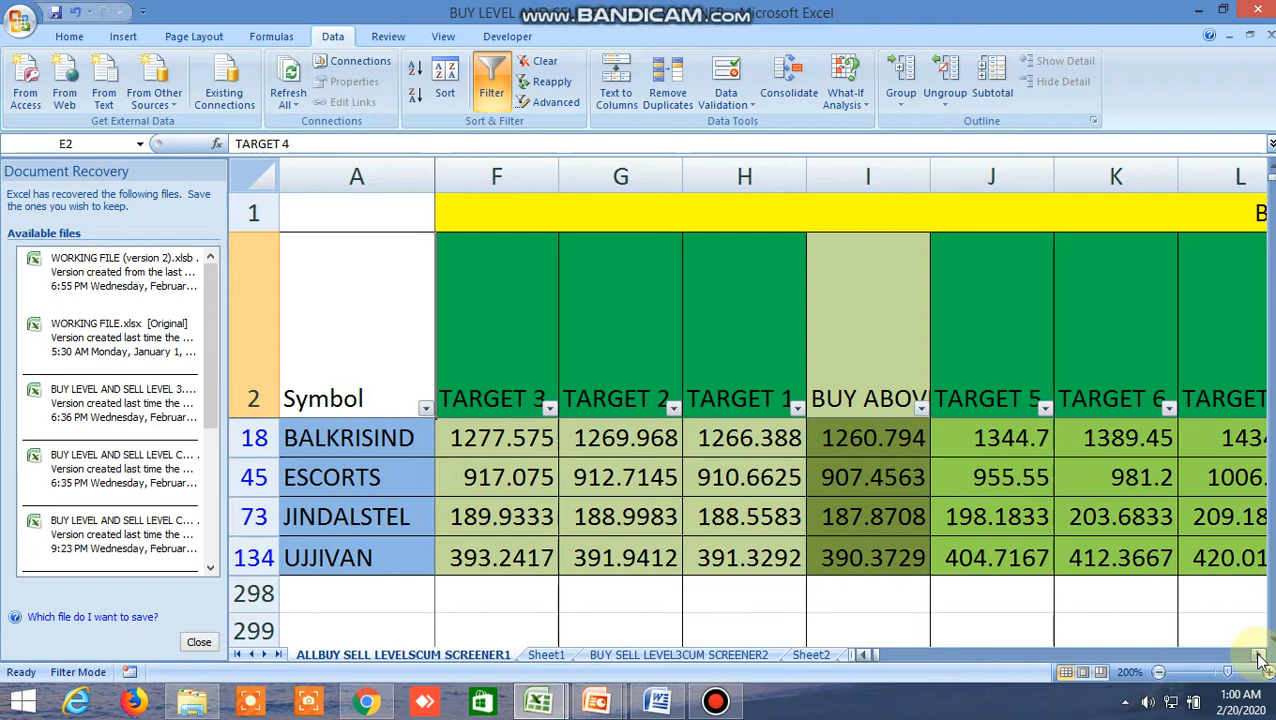 BUY LEVEL AND SELL
www.BANDICAM.com
Microsoft Excel
Home Insert Page Layout Formulas Data Review View Developer
From Access
From Web
From Text
From Other Sources
Existing Connections
Get External Data
Refresh All
Connections
Properties
Edit Links
Connections
Sort
Filter
Clear
Reapply
Advanced
Sort & Filter
Text to Columns
Remove Duplicates
Data Validation
Consolidate
What-If Analysis
Data Tools
Group
Ungroup
Subtotal
Show Detail
Hide Detail
Outline
E2 fx TARGET 4
Document Recovery
Excel has recovered the following files. Save
the ones you wish to keep.
Available files
WORKING FILE (version 2).xlsb .
Version created from the last ...
6:55 PM Wednesday, Februar...
WORKING FILE.xlsx [Original]
Version created last time the ...
5:30 AM Monday, January 1, ...
BUY LEVEL AND SELL LEVEL 3....
Version created last time the ...
6:36 PM Wednesday, Februar...
BUY LEVEL AND SELL LEVEL C... .
Version created last time the ...
6:35 PM Wednesday, Februar...
BUY LEVEL AND SELL LEVEL C... .
Version created last time the ...
9:23 PM Wednesday, Februar...
Which file do I want to save?
Close
A F G H I J K L
1 B
2 Symbol TARGET 3 TARGET 2 TARGET 1 BUY ABOV TARGET 5 TARGET 6 TARGET
18 BALKRISIND 1277.575 1269.968 1266.388 1260.794 1344.7 1389.45 1434
45 ESCORTS 917.075 912.7145 910.6625 907.4563 955.55 981.2 1006.
73 JINDALSTEL 189.9333 188.9983 188.5583 187.8708 198.1833 203.6833 209.18
134 UJJIVAN 393.2417 391.9412 391.3292 390.3729 404.7167 412.3667 420.01
298
299
ALLBUY SELL LEVELSCUM SCREENER1 Sheet1 BUY SELL LEVEL3CUM SCREENER2 Sheet2
Ready Filter Mode 200%
1:00 AM
2/20/2020